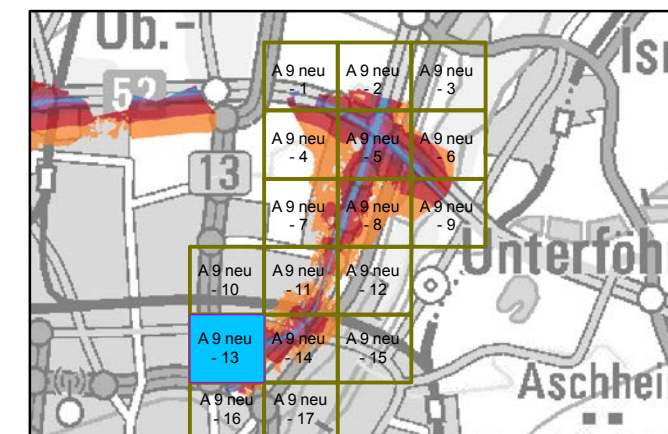 Ob.-
Is
52
A 9 neu
- 1
A 9 neu
- 2
A 9 neu
- 3
13
A 9 neu
- 4
A 9 neu
- 5
A 9 neu
- 6
A 9 neu
- 7
A 9 neu
- 8
A 9 neu
- 9
Unterföh
A 9 neu
- 10
A 9 neu
- 11
A 9 neu
- 12
A 9 neu
- 13
A 9 neu
- 14
A 9 neu
- 15
Aschhei
A 9 neu
- 16
A 9 neu
- 17